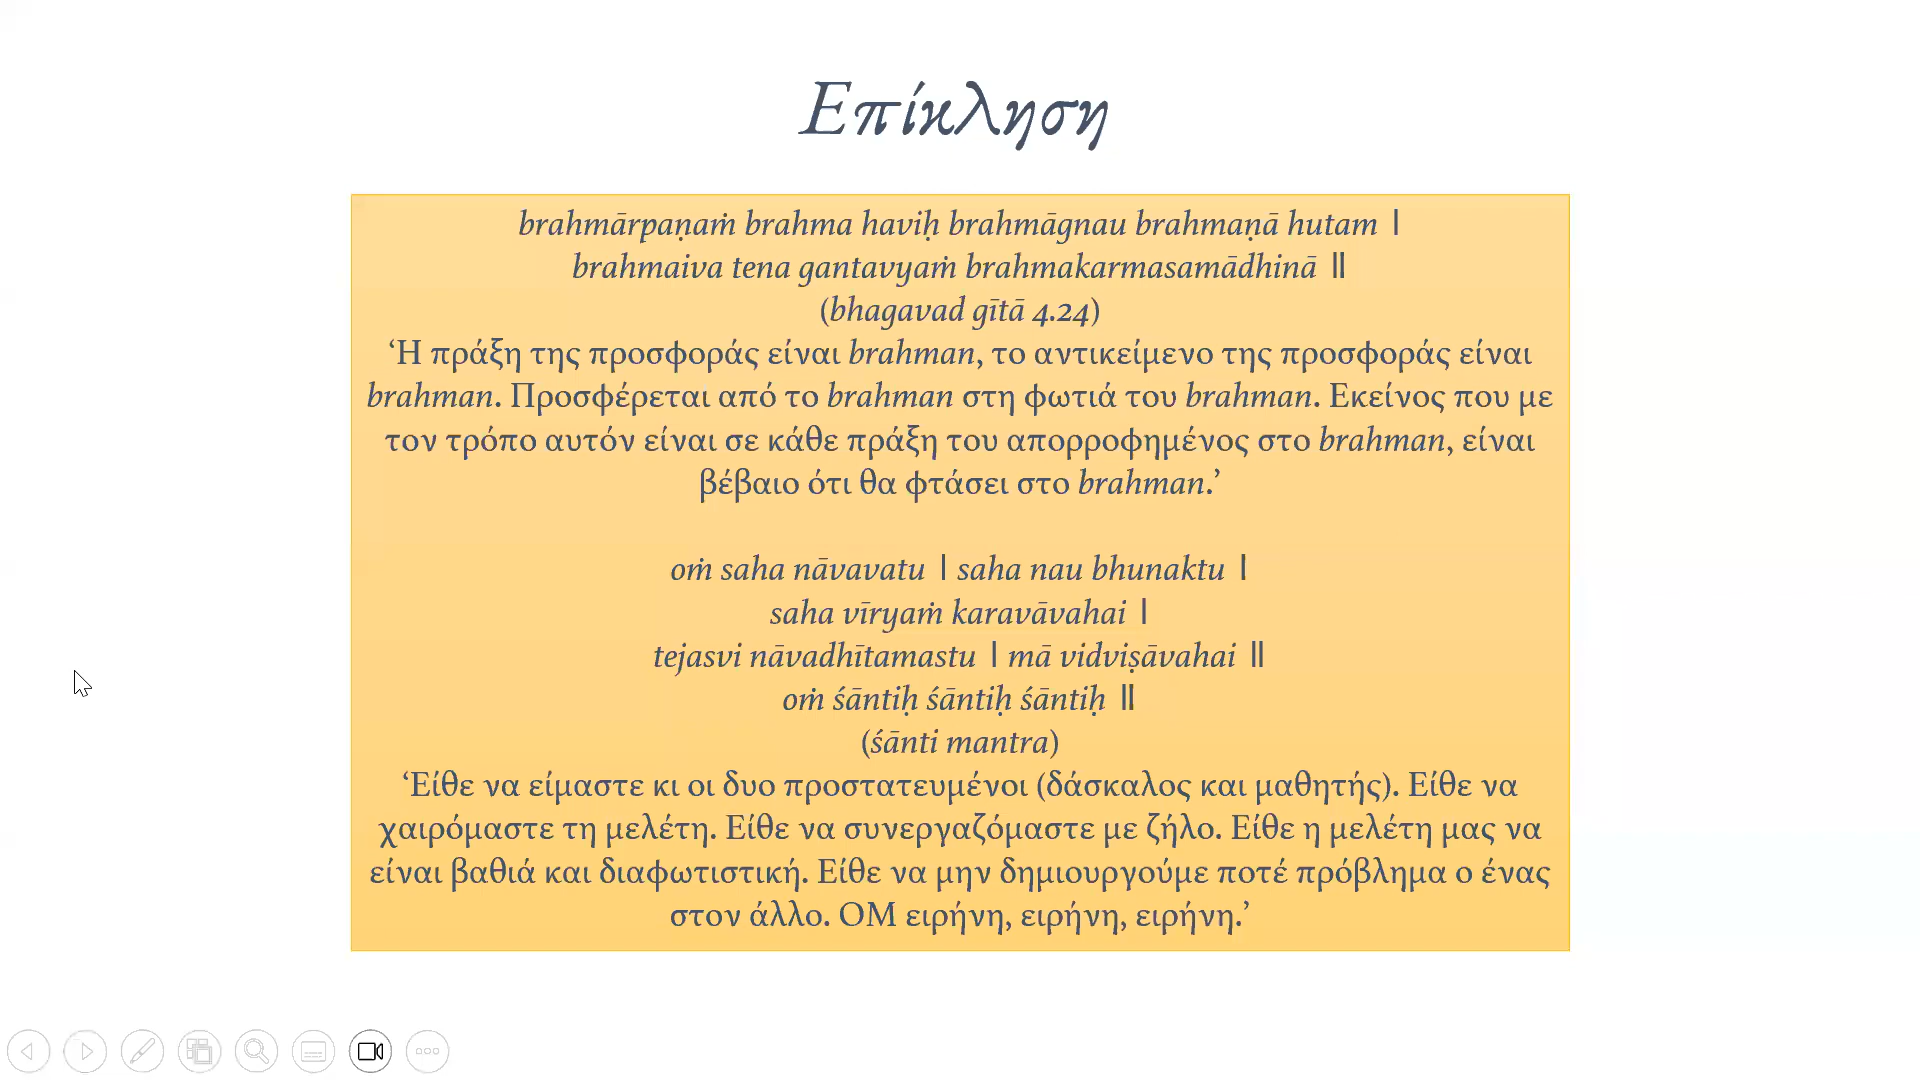 Επίκληση
brahmārpaṇaṁ brahma haviḥ brahmāgnau brahmaṇā hutam |
brahmaiva tena gantavyaṁ brahmakarmasamādhinā ||
(bhagavad gītā 4.24)
‘Η πράξη της προσφοράς είναι brahman, το αντικείμενο της προσφοράς είναι
brahman. Προσφέρεται από το brahman στη φωτιά του brahman. Εκείνος που με
τον τρόπο αυτόν είναι σε κάθε πράξη του απορροφημένος στο brahman, είναι
βέβαιο ότι θα φτάσει στο brahman.’
oṁ saha nāvavatu | saha nau bhunaktu |
saha vīryaṁ karavāvahai |
tejasvi nāvadhītamastu | mā vidviṣāvahai ||
oṁ śāntiḥ śāntiḥ śāntiḥ ||
(śānti mantra)
‘Είθε να είμαστε κι οι δυο προστατευμένοι (δάσκαλος και μαθητής). Είθε να
χαιρόμαστε τη μελέτη. Είθε να συνεργαζόμαστε με ζήλο. Είθε η μελέτη μας να
είναι βαθιά και διαφωτιστική. Είθε να μην δημιουργούμε ποτέ πρόβλημα ο ένας
στον άλλο. ΟΜ ειρήνη, ειρήνη, ειρήνη.’